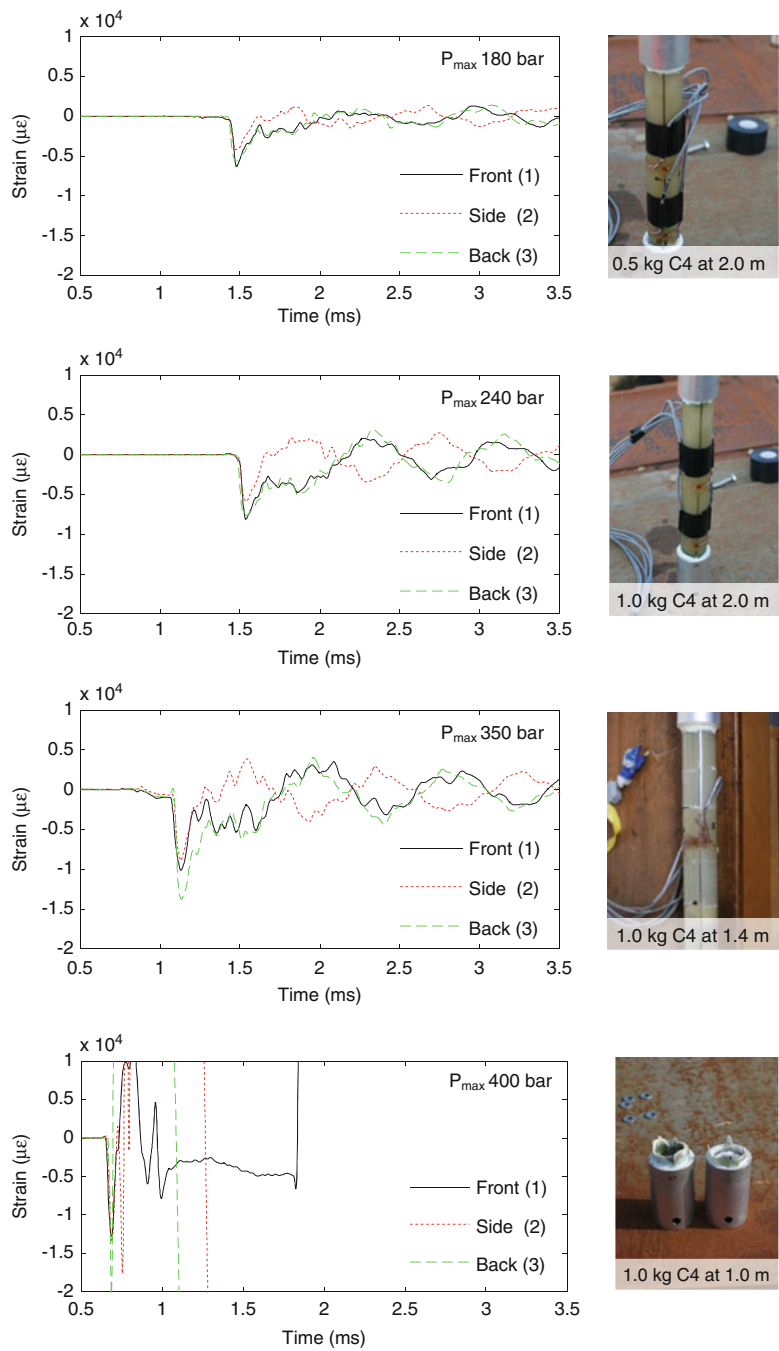 x 10⁴
1
0.5
0
-0.5
-1
-1.5
-2
Strain (με)
P_max 180 bar
Front (1)
Side (2)
Back (3)
0.5 1 1.5 2 2.5 3 3.5
Time (ms)
0.5 kg C4 at 2.0 m
x 10⁴
1
0.5
0
-0.5
-1
-1.5
-2
Strain (με)
P_max 240 bar
Front (1)
Side (2)
Back (3)
0.5 1 1.5 2 2.5 3 3.5
Time (ms)
1.0 kg C4 at 2.0 m
x 10⁴
1
0.5
0
-0.5
-1
-1.5
-2
Strain (με)
P_max 350 bar
Front (1)
Side (2)
Back (3)
0.5 1 1.5 2 2.5 3 3.5
Time (ms)
1.0 kg C4 at 1.4 m
x 10⁴
1
0.5
0
-0.5
-1
-1.5
-2
Strain (με)
P_max 400 bar
Front (1)
Side (2)
Back (3)
0.5 1 1.5 2 2.5 3 3.5
Time (ms)
1.0 kg C4 at 1.0 m